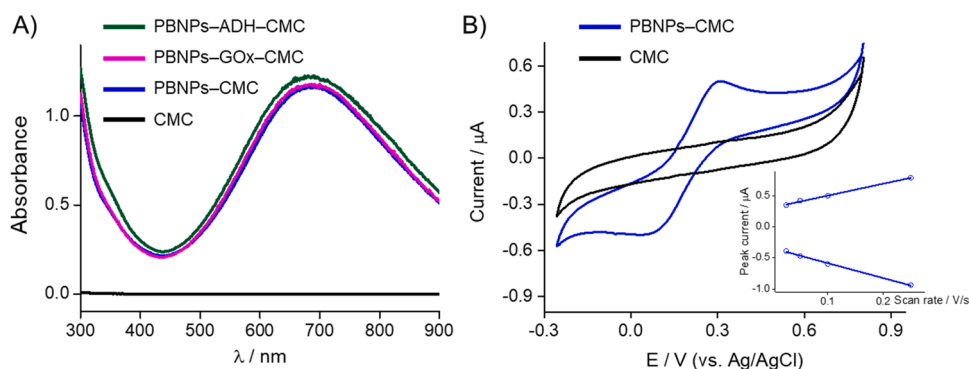 A)
PBNPs–ADH–CMC
PBNPs–GOx–CMC
PBNPs–CMC
CMC
Absorbance
1.0
0.5
0.0
300 400 500 600 700 800 900
λ / nm
B)
PBNPs–CMC
CMC
Current / µA
0.6
0.3
0.0
-0.3
-0.6
-0.9
-0.3 0.0 0.3 0.6 0.9
E / V (vs. Ag/AgCl)
Peak current / µA
0.5
0.0
-0.5
-1.0
0.1 0.2
Scan rate / V/s